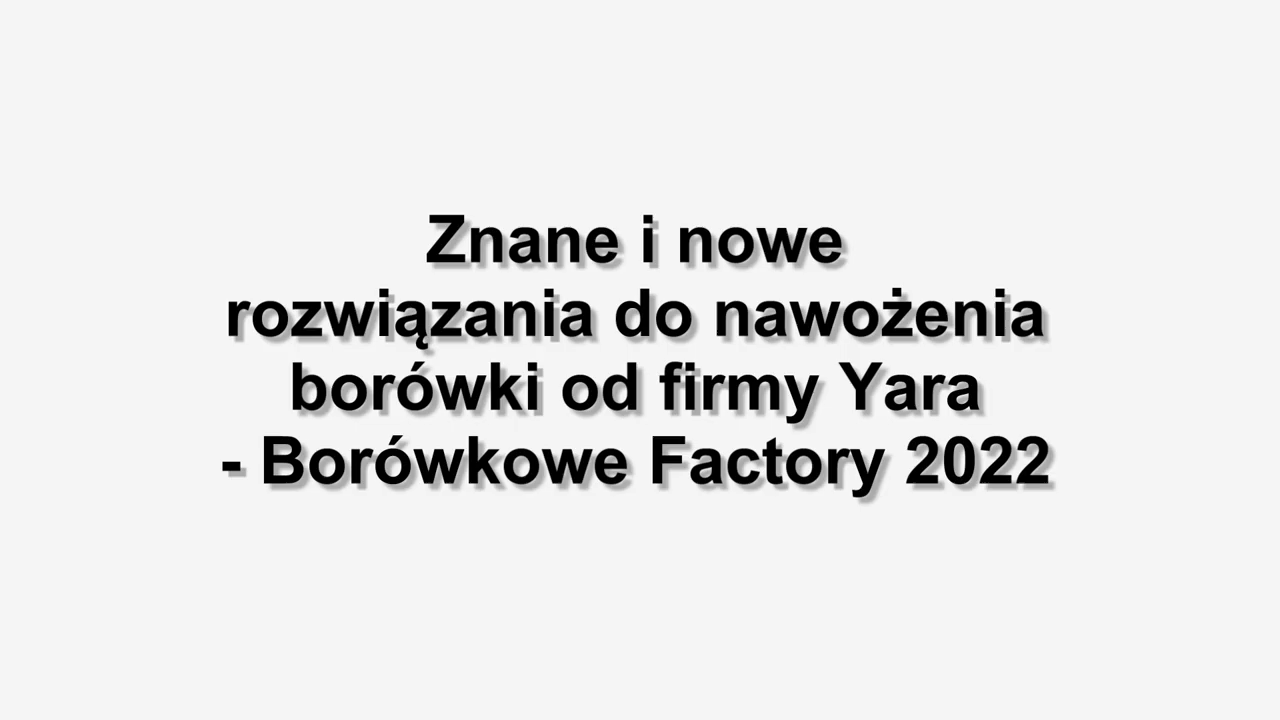 Znane i nowe
rozwiązania do nawożenia
borówki od firmy Yara
- Borówkowe Factory 2022